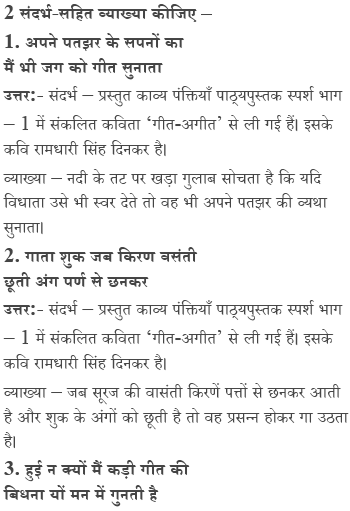 2 संदर्भ-सहित व्याख्या कीजिए –
1. अपने पतझर के सपनों का
मैं भी जग को गीत सुनाता
उत्तर:- संदर्भ – प्रस्तुत काव्य पंक्तियाँ पाठ्यपुस्तक स्पर्श भाग
– 1 में संकलित कविता ‘गीत-अगीत’ से ली गई हैं। इसके
कवि रामधारी सिंह दिनकर है।
व्याख्या – नदी के तट पर खड़ा गुलाब सोचता है कि यदि
विधाता उसे भी स्वर देते तो वह भी अपने पतझर की व्यथा
सुनाता।
2. गाता शुक जब किरण वसंती
छूती अंग पर्ण से छनकर
उत्तर:- संदर्भ – प्रस्तुत काव्य पंक्तियाँ पाठ्यपुस्तक स्पर्श भाग
– 1 में संकलित कविता ‘गीत-अगीत’ से ली गई हैं। इसके
कवि रामधारी सिंह दिनकर है।
व्याख्या – जब सूरज की वासंती किरणें पत्तों से छनकर आती
है और शुक के अंगों को छूती है तो वह प्रसन्न होकर गा उठता
है।
3. हुई न क्यों मैं कड़ी गीत की
बिधना यों मन में गुनती है